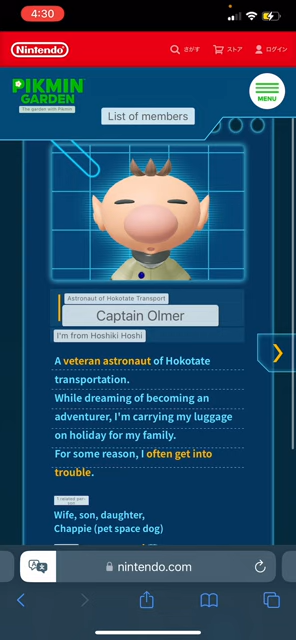 4:30
Nintendo
さがす
ストア
ログイン
PIKMIN
GARDEN
The garden with Pikmin
MENU
List of members
Astronaut of Hokotate Transport
Captain Olmer
I'm from Hoshiki Hoshi
A veteran astronaut of Hokotate
transportation.
While dreaming of becoming an
adventurer, I'm carrying my luggage
on holiday for my family.
For some reason, I often get into
trouble.
Wife, son, daughter,
Chappie (pet space dog)
nintendo.com